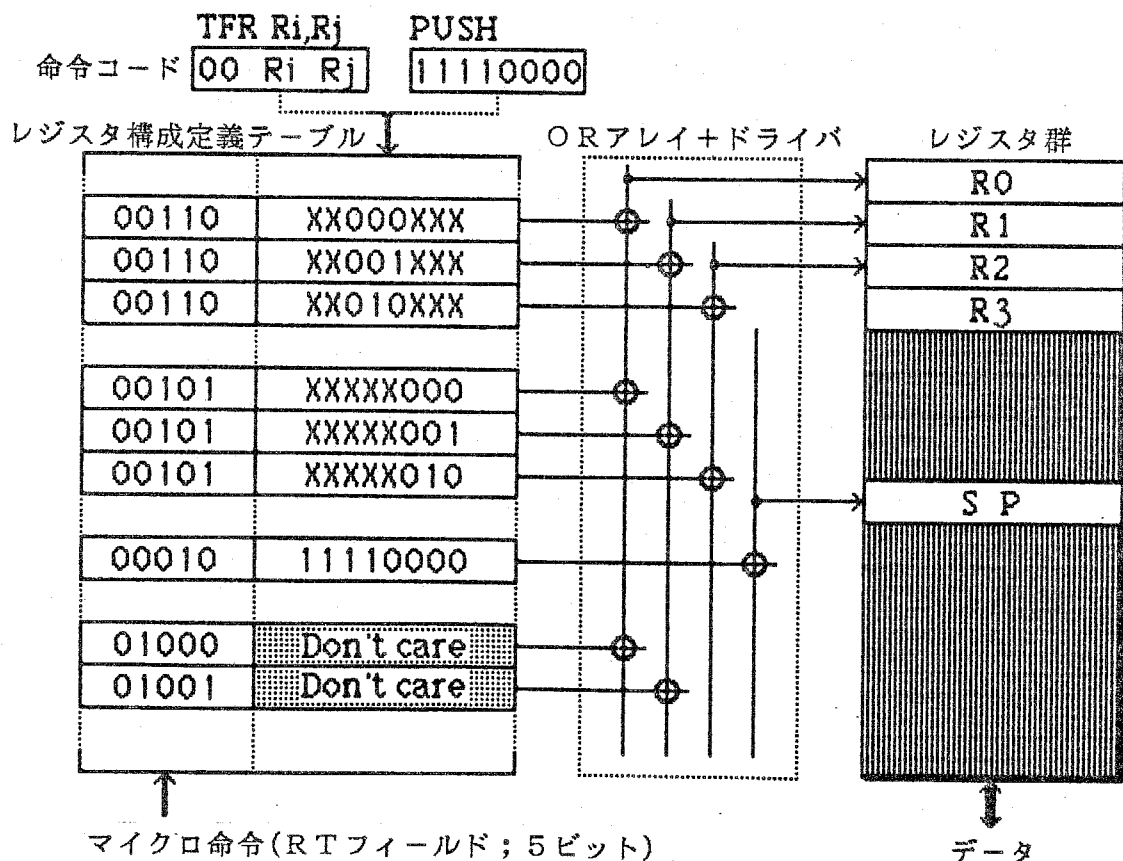 TFR Ri,Rj PUSH
命令コード 00 Ri Rj 11110000
レジスタ構成定義テーブル ORアレイ+ドライバ レジスタ群
R0
00110 XX000XXX R1
00110 XX001XXX R2
00110 XX010XXX R3
00101 XXXXX000
00101 XXXXX001
00101 XXXXX010
SP
00010 11110000
01000 Don't care
01001 Don't care
マイクロ命令(RTフィールド;5ビット) データ